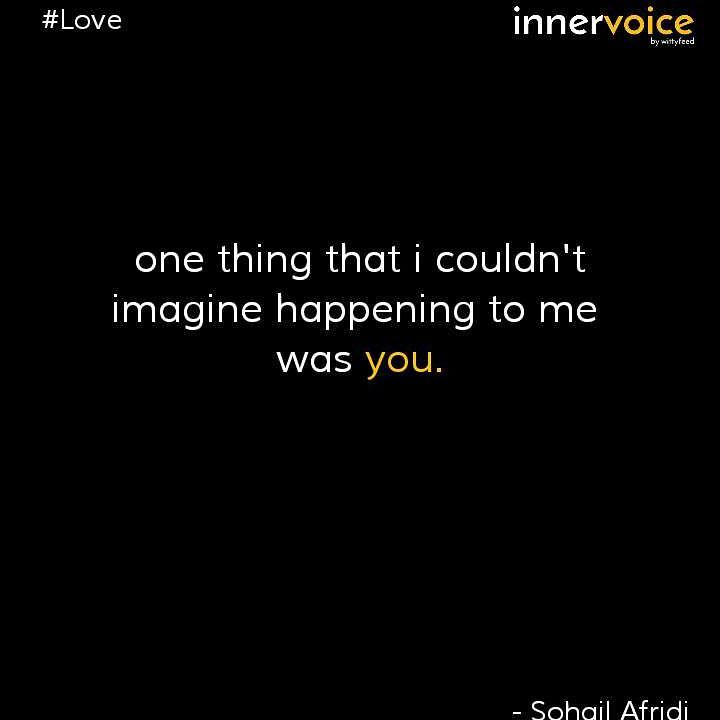 #Love
innervoice
by wittyfeed
one thing that i couldn't
imagine happening to me
was you.
- Sohail Afridi